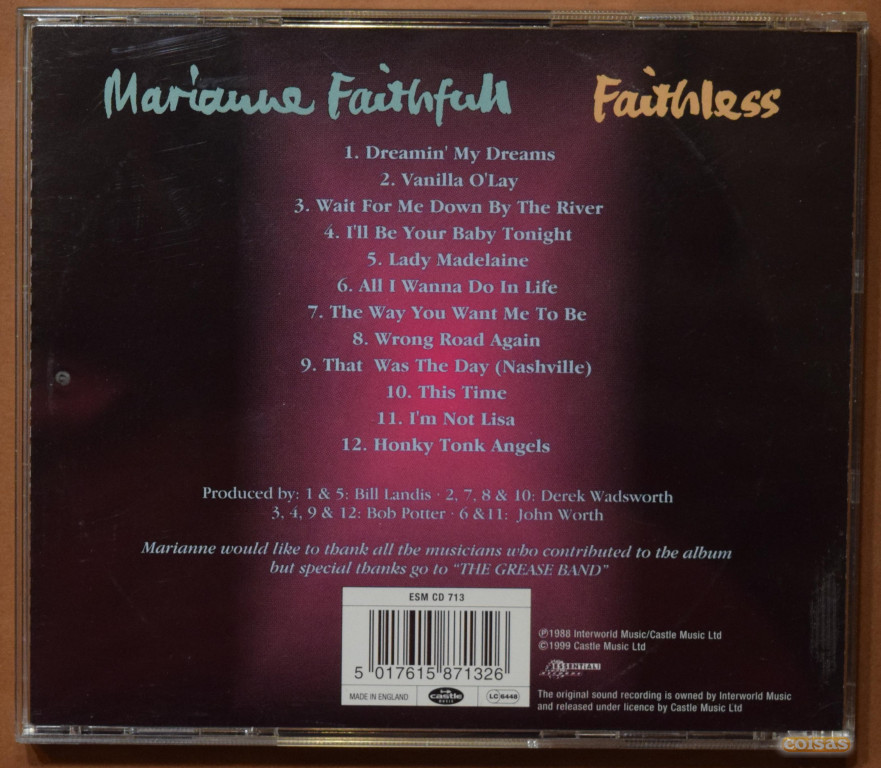 Marianne Faithfull Faithless
1. Dreamin' My Dreams
2. Vanilla O'Lay
3. Wait For Me Down By The River
4. I'll Be Your Baby Tonight
5. Lady Madelaine
6. All I Wanna Do In Life
7. The Way You Want Me To Be
8. Wrong Road Again
9. That Was The Day (Nashville)
10. This Time
11. I'm Not Lisa
12. Honky Tonk Angels
Produced by: 1 & 5: Bill Landis · 2, 7, 8 & 10: Derek Wadsworth
3, 4, 9 & 12: Bob Potter · 6 &11: John Worth
Marianne would like to thank all the musicians who contributed to the album
but special thanks go to “THE GREASE BAND”
ESM CD 713
5 017615 871326
MADE IN ENGLAND
castle
MUSIC
LC 6448
℗1988 Interworld Music/Castle Music Ltd
©1999 Castle Music Ltd
ESSENTIAL!
The original sound recording is owned by Interworld Music
and released under licence by Castle Music Ltd
coisas